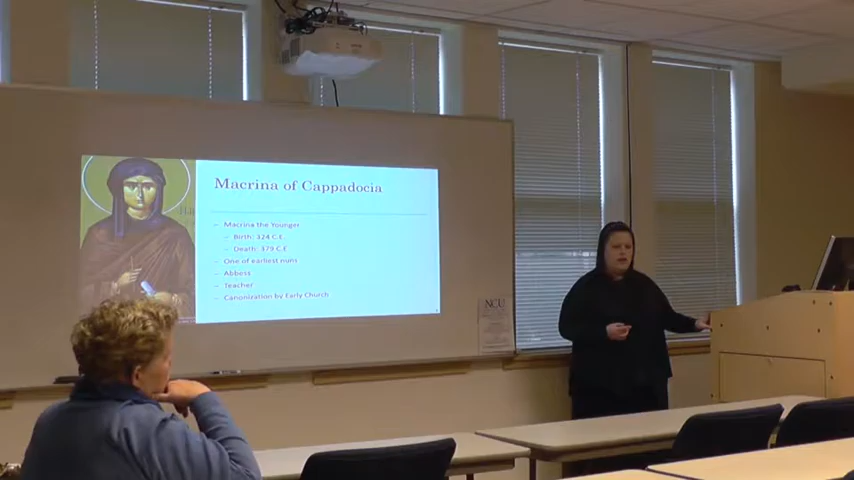 Macrina of Cappadocia
– Macrina the Younger
– Birth: 324 C.E.
– Death: 379 C.E.
– One of earliest nuns
– Abbess
– Teacher
– Canonization by Early Church
NCU